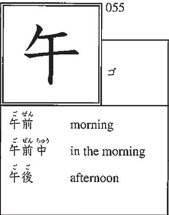 055
午
ゴ
ごぜん
午前 morning
ごぜんちゅう
午前中 in the morning
ごご
午後 afternoon